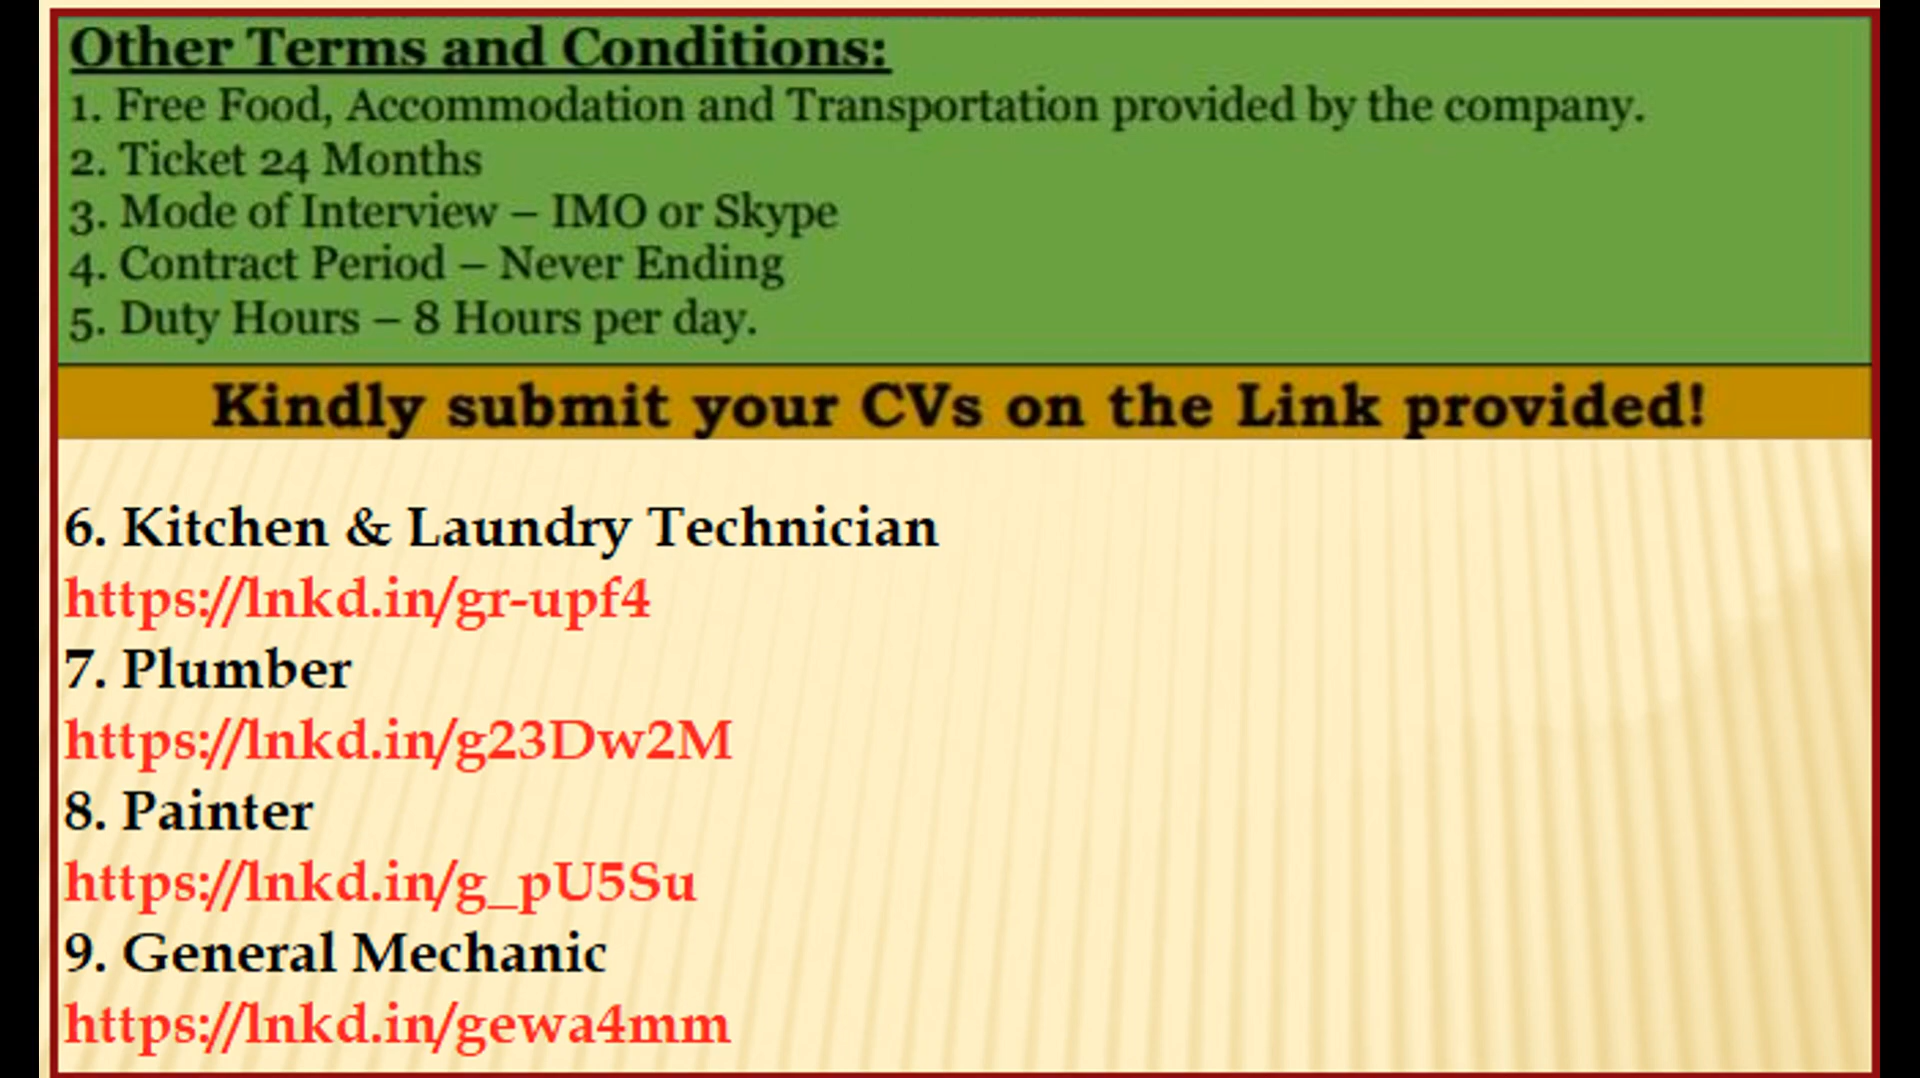 Other Terms and Conditions:
1. Free Food, Accommodation and Transportation provided by the company.
2. Ticket 24 Months
3. Mode of Interview – IMO or Skype
4. Contract Period – Never Ending
5. Duty Hours – 8 Hours per day.
Kindly submit your CVs on the Link provided!
6. Kitchen & Laundry Technician
https://lnkd.in/gr-upf4
7. Plumber
https://lnkd.in/g23Dw2M
8. Painter
https://lnkd.in/g_pU5Su
9. General Mechanic
https://lnkd.in/gewa4mm